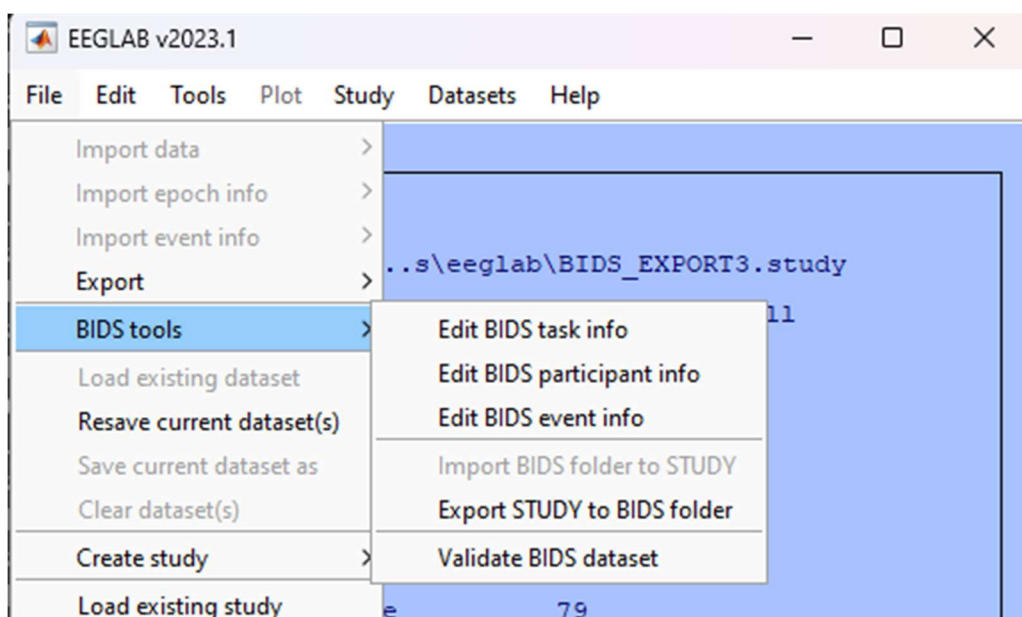 EEGLAB v2023.1
File Edit Tools Plot Study Datasets Help
Import data
Import epoch info
Import event info
Export
..s\eeglab\BIDS_EXPORT3.study
BIDS tools
Edit BIDS task info
ll
Load existing dataset
Edit BIDS participant info
Resave current dataset(s)
Edit BIDS event info
Save current dataset as
Import BIDS folder to STUDY
Clear dataset(s)
Export STUDY to BIDS folder
Create study
Validate BIDS dataset
Load existing study
e 79